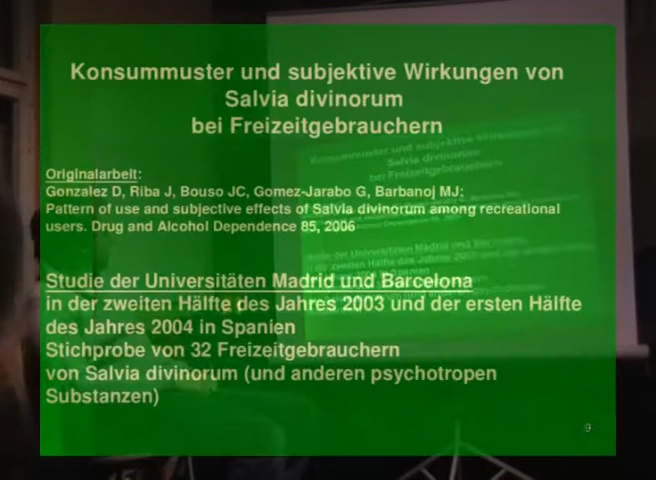 Konsummuster und subjektive Wirkungen von
Salvia divinorum
bei Freizeitgebrauchern
Originalarbeit:
Gonzalez D, Riba J, Bouso JC, Gomez-Jarabo G, Barbanoj MJ:
Pattern of use and subjective effects of Salvia divinorum among recreational
users. Drug and Alcohol Dependence 85, 2006
Studie der Universitäten Madrid und Barcelona
in der zweiten Hälfte des Jahres 2003 und der ersten Hälfte
des Jahres 2004 in Spanien
Stichprobe von 32 Freizeitgebrauchern
von Salvia divinorum (und anderen psychotropen
Substanzen)
9